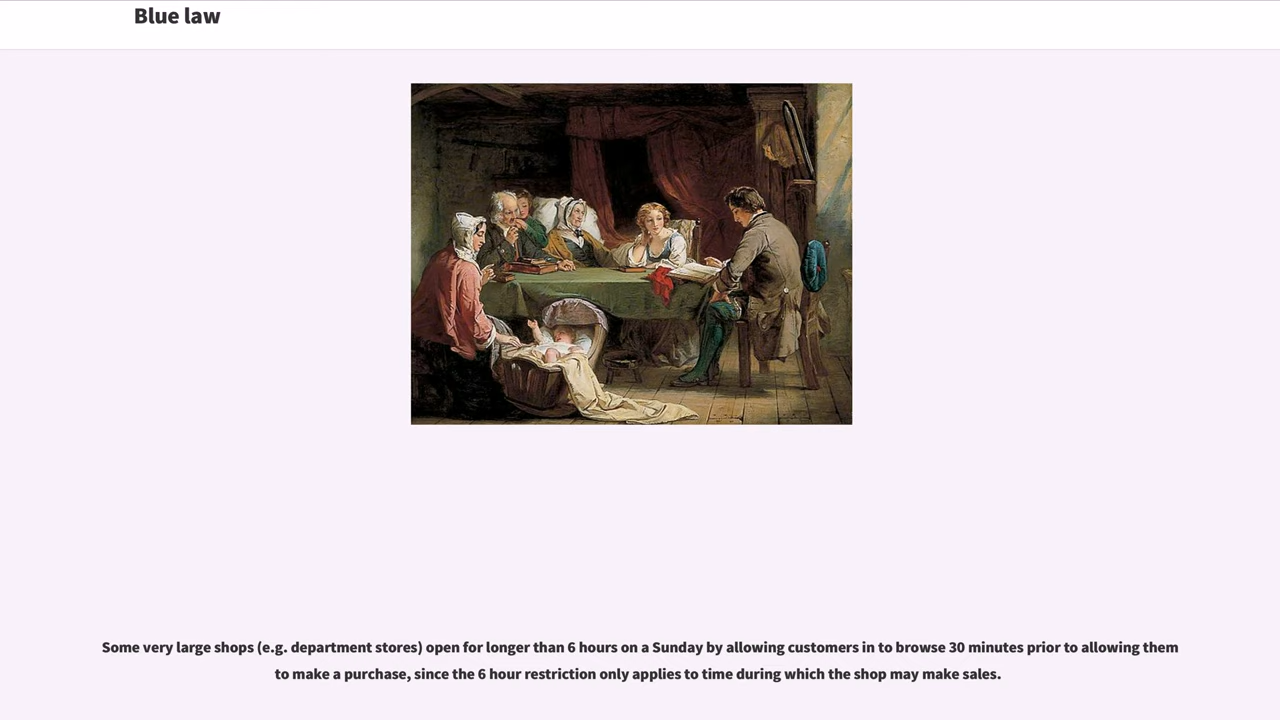 Blue law
Some very large shops (e.g. department stores) open for longer than 6 hours on a Sunday by allowing customers in to browse 30 minutes prior to allowing them
to make a purchase, since the 6 hour restriction only applies to time during which the shop may make sales.